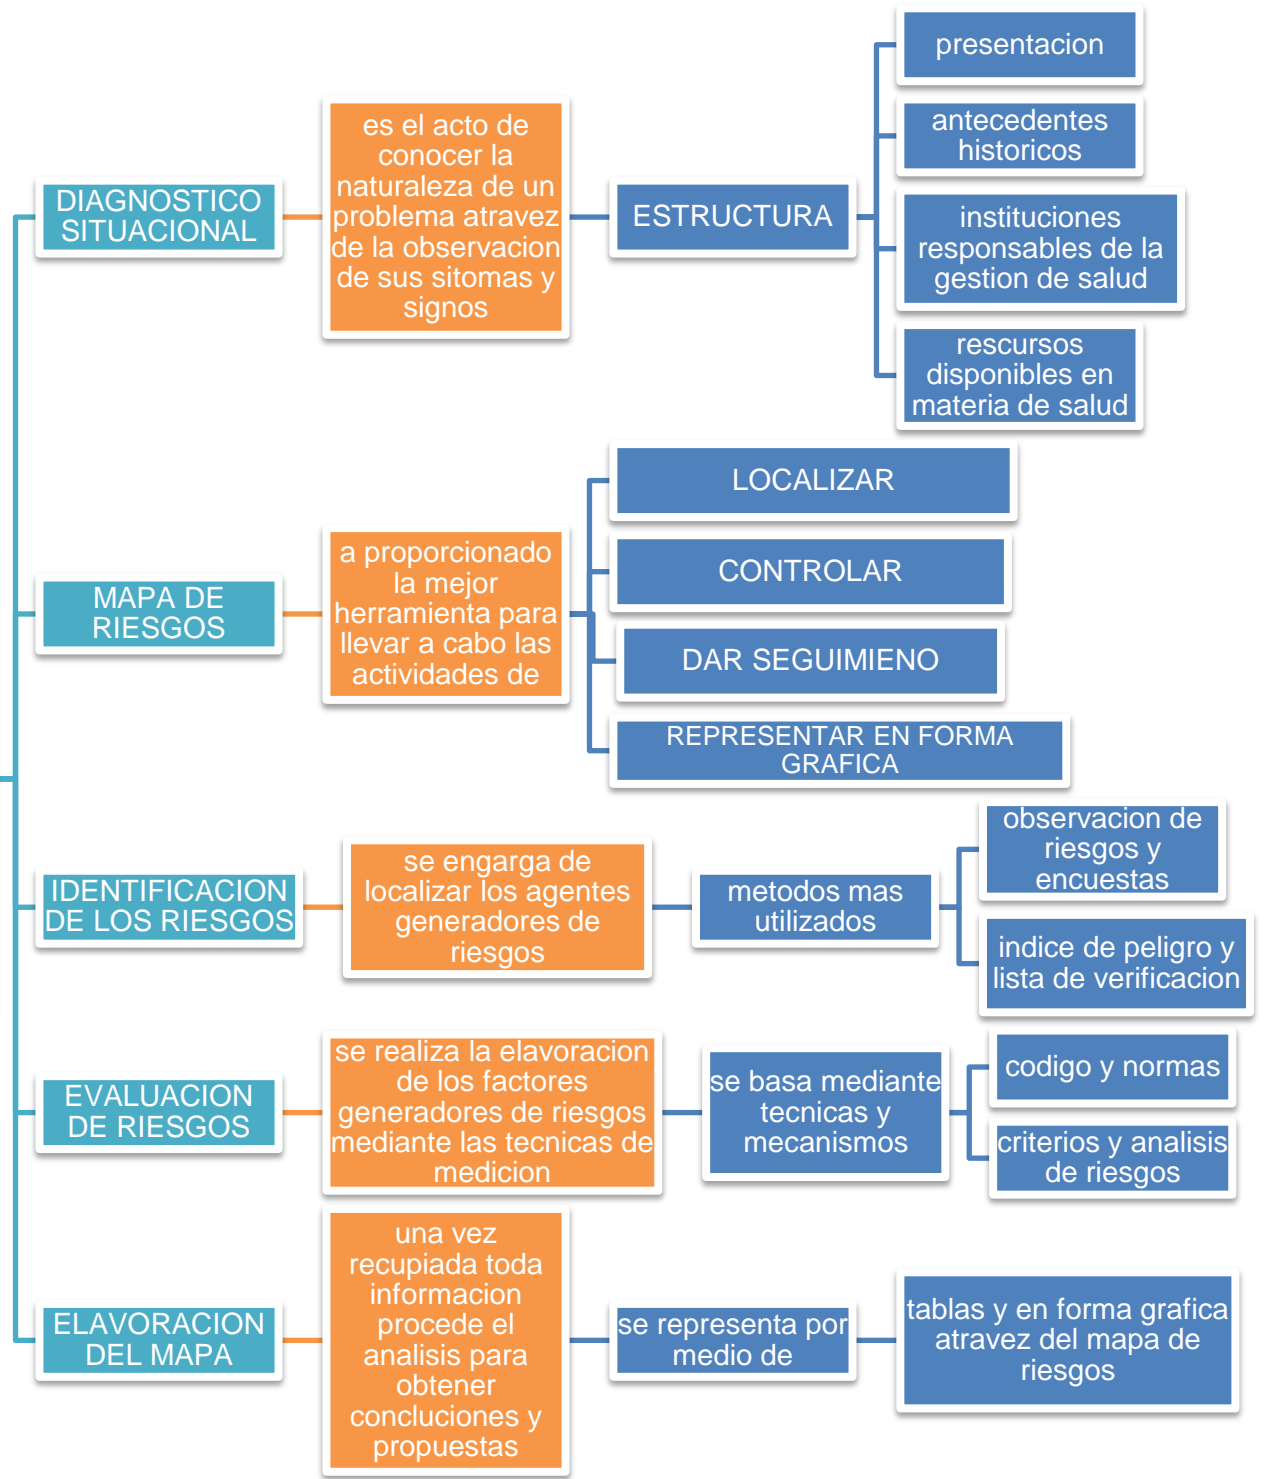 DIAGNOSTICO
SITUACIONAL
es el acto de
conocer la
naturaleza de un
problema atravez
de la observacion
de sus sitomas y
signos
ESTRUCTURA
presentacion
antecedentes
historicos
instituciones
responsables de la
gestion de salud
rescursos
disponibles en
materia de salud
MAPA DE
RIESGOS
a proporcionado
la mejor
herramienta para
llevar a cabo las
actividades de
LOCALIZAR
CONTROLAR
DAR SEGUIMIENO
REPRESENTAR EN FORMA
GRAFICA
IDENTIFICACION
DE LOS RIESGOS
se engarga de
localizar los agentes
generadores de
riesgos
metodos mas
utilizados
observacion de
riesgos y
encuestas
indice de peligro y
lista de verificacion
EVALUACION
DE RIESGOS
se realiza la elavoracion
de los factores
generadores de riesgos
mediante las tecnicas de
medicion
se basa mediante
tecnicas y
mecanismos
codigo y normas
criterios y analisis
de riesgos
ELAVORACION
DEL MAPA
una vez
recupiada toda
informacion
procede el
analisis para
obtener
concluciones y
propuestas
se representa por
medio de
tablas y en forma grafica
atravez del mapa de
riesgos